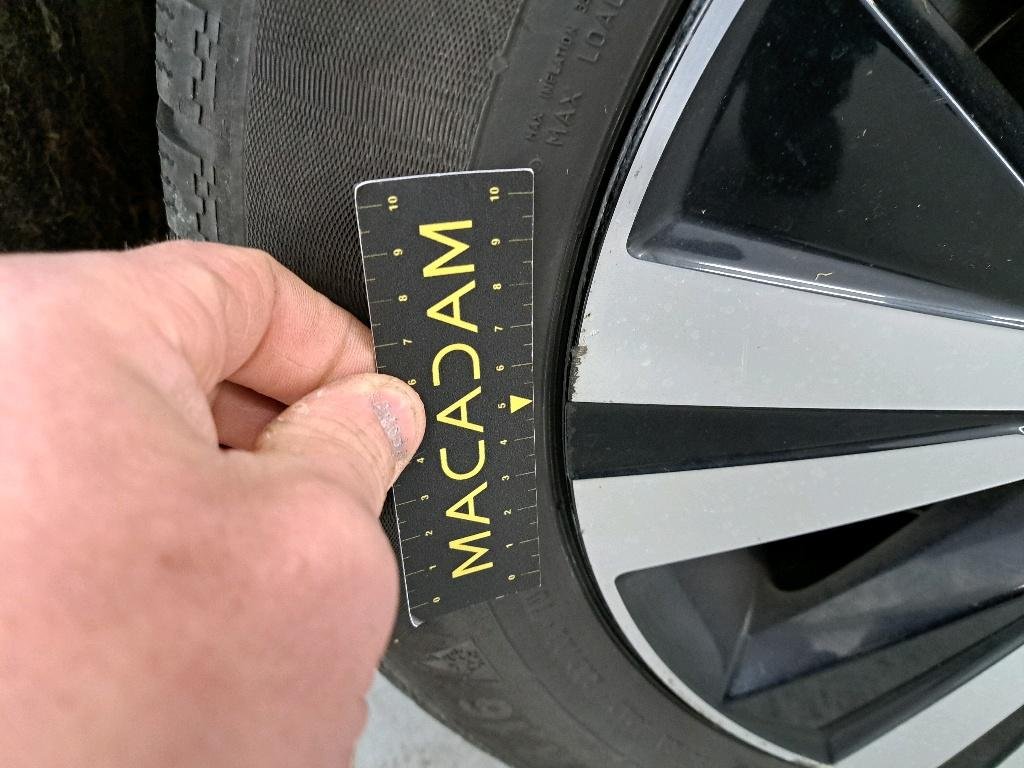 MAX INFLATION
MAX LOAD
10 9 8 7 6 4 3 2 1 0
MACADAM
10 9 8 7 6 5 4 3 2 1 0